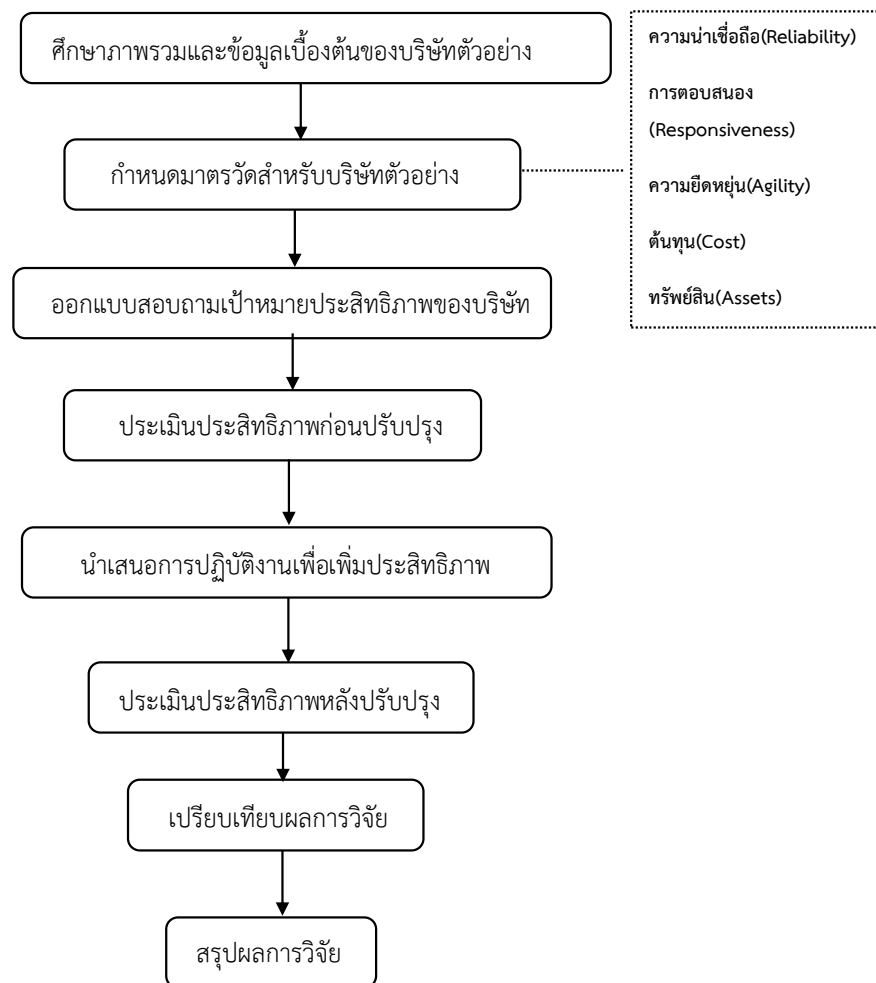 ศึกษาภาพรวมและข้อมูลเบื้องต้นของบริษัทตัวอย่าง
กำหนดมาตรวัดสำหรับบริษัทตัวอย่าง
ออกแบบสอบถามเป้าหมายประสิทธิภาพของบริษัท
ประเมินประสิทธิภาพก่อนปรับปรุง
นำเสนอการปฏิบัติงานเพื่อเพิ่มประสิทธิภาพ
ประเมินประสิทธิภาพหลังปรับปรุง
เปรียบเทียบผลการวิจัย
สรุปผลการวิจัย
ความน่าเชื่อถือ(Reliability)
การตอบสนอง
(Responsiveness)
ความยืดหยุ่น(Agility)
ต้นทุน(Cost)
ทรัพย์สิน(Assets)